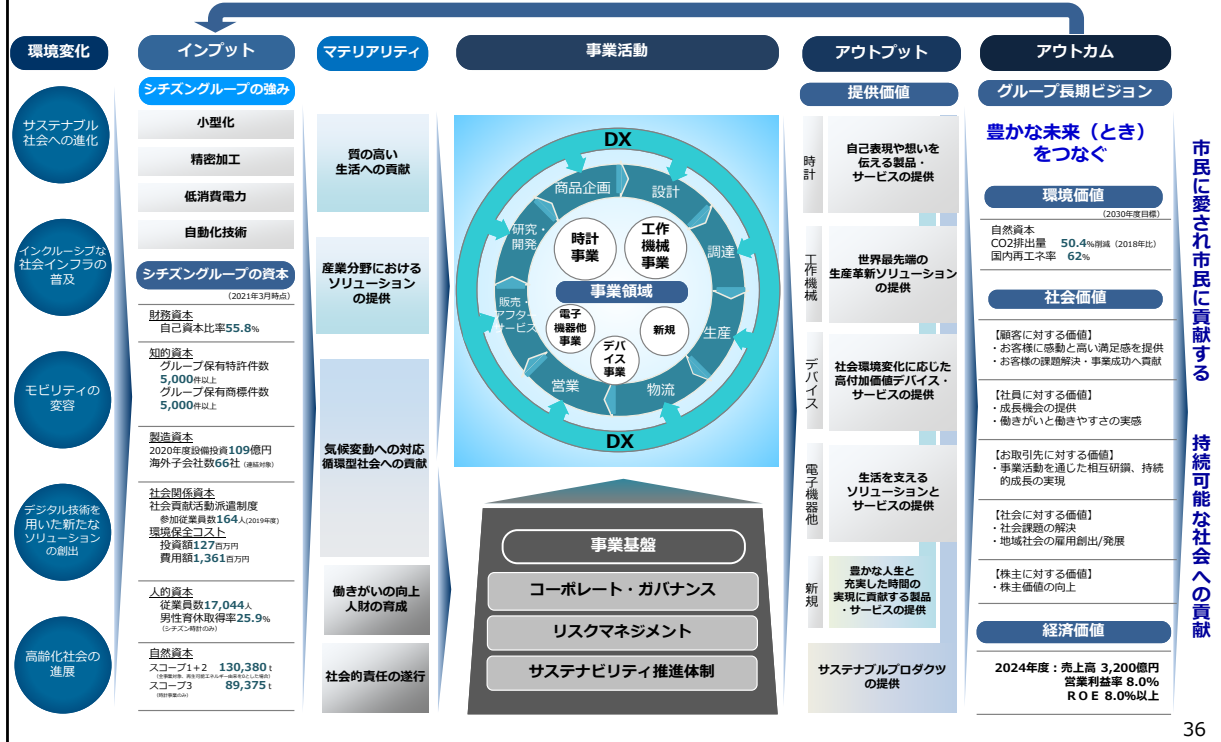 環境変化
サステナブル
社会への進化
インクルーシブな
社会インフラの
普及
モビリティの
変容
デジタル技術を
用いた新たな
ソリューション
の創出
高齢化社会の
進展
インプット
シチズングループの強み
小型化
精密加工
低消費電力
自動化技術
シチズングループの資本
(2021年3月時点)
財務資本
自己資本比率55.8%
知的資本
グループ保有特許件数
5,000件以上
グループ保有商標件数
5,000件以上
製造資本
2020年度設備投資109億円
海外子会社数66社(連結対象)
社会関係資本
社会貢献活動派遣制度
参加従業員数164人(2019年度)
環境保全コスト
投資額127百万円
費用額1,361百万円
人的資本
従業員数17,044人
男性育休取得率25.9%
(シチズン時計のみ)
自然資本
スコープ1+2 130,380t
(全事業対象、再生可能エネルギー由来を0とした場合)
スコープ3 89,375t
(時計事業のみ)
マテリアリティ
質の高い
生活への貢献
産業分野における
ソリューション
の提供
気候変動への対応
循環型社会への貢献
働きがいの向上
人財の育成
社会的責任の遂行
事業活動
DX
商品企画
設計
研究・
開発
調達
販売・
アフター
サービス
生産
営業
物流
時計
事業
工作
機械
事業
事業領域
電子
機器他
事業
デバ
イス
事業
新規
DX
事業基盤
コーポレート・ガバナンス
リスクマネジメント
サステナビリティ推進体制
アウトプット
提供価値
時計
自己表現や想いを
伝える製品・
サービスの提供
工作機械
世界最先端の
生産革新ソリューション
の提供
デバイス
社会環境変化に応じた
高付加価値デバイス・
サービスの提供
電子機器他
生活を支える
ソリューションと
サービスの提供
新規
豊かな人生と
充実した時間の
実現に貢献する製品
・サービスの提供
サステナブルプロダクツ
の提供
アウトカム
グループ長期ビジョン
豊かな未来（とき）
をつなぐ
環境価値
(2030年度目標)
自然資本
CO2排出量 50.4%削減（2018年比）
国内再エネ率 62%
社会価値
【顧客に対する価値】
・お客様に感動と高い満足感を提供
・お客様の課題解決・事業成功へ貢献
【社員に対する価値】
・成長機会の提供
・働きがいと働きやすさの実感
【お取引先に対する価値】
・事業活動を通じた相互研鑽、持続
的成長の実現
【社会に対する価値】
・社会課題の解決
・地域社会の雇用創出/発展
【株主に対する価値】
・株主価値の向上
経済価値
2024年度：売上高 3,200億円
営業利益率 8.0%
ＲＯＥ 8.0%以上
市民に愛され市民に貢献する
持続可能な社会への貢献
36